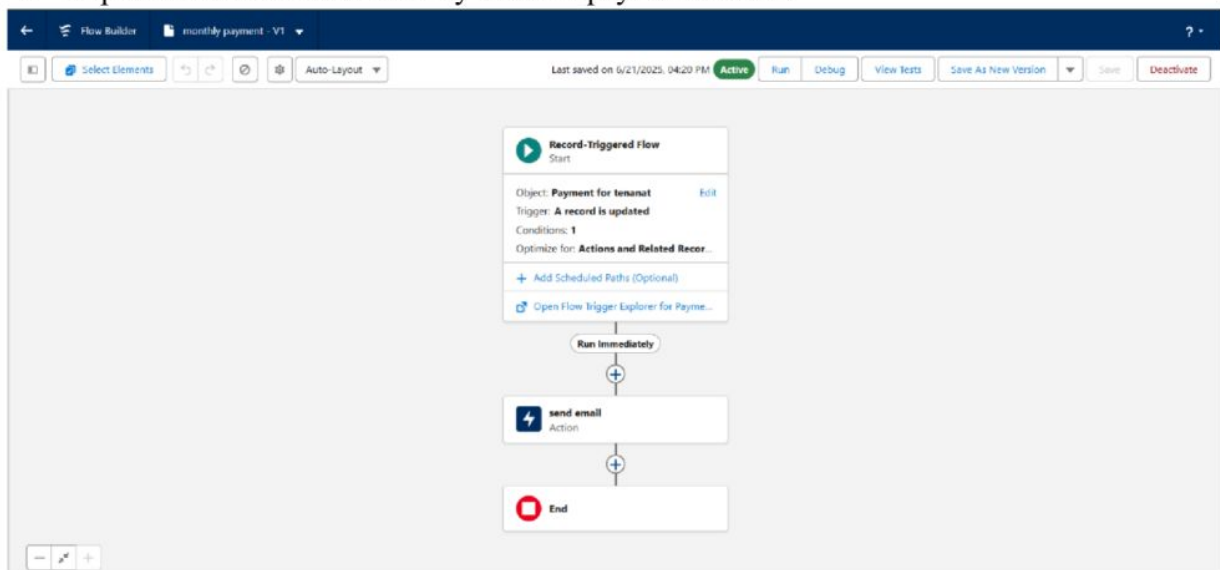 Flow Builder monthly payment - V1 ?
Select Elements Auto-Layout Last saved on 6/21/2025, 04:20 PM Active Run Debug View Tests Save As New Version Save Deactivate
Record-Triggered Flow
Start
Object: Payment for tenanat Edit
Trigger: A record is updated
Conditions: 1
Optimize for: Actions and Related Recor...
+ Add Scheduled Paths (Optional)
Open Flow Trigger Explorer for Payme...
Run Immediately
send email
Action
End